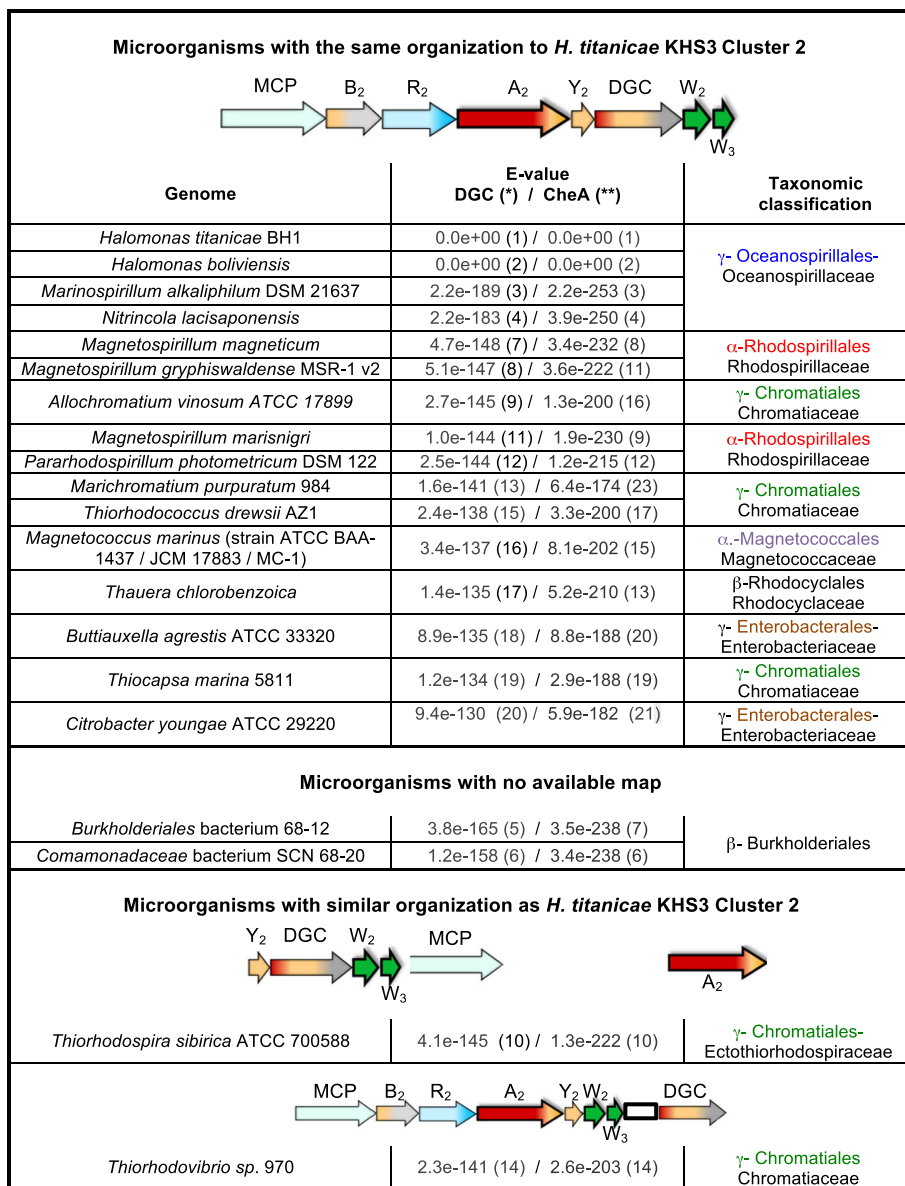 Microorganisms with the same organization to H. titanicae KHS3 Cluster 2
MCP B₂ R₂ A₂ Y₂ DGC W₂
W₃
Genome
E-value
DGC (*) / CheA (**)
Taxonomic
classification
Halomonas titanicae BH1 0.0e+00 (1) / 0.0e+00 (1)
Halomonas boliviensis 0.0e+00 (2) / 0.0e+00 (2)
Marinospirillum alkaliphilum DSM 21637 2.2e-189 (3) / 2.2e-253 (3)
Nitrincola lacisaponensis 2.2e-183 (4) / 3.9e-250 (4)
γ- Oceanospirillales-
Oceanospirillaceae
Magnetospirillum magneticum 4.7e-148 (7) / 3.4e-232 (8)
Magnetospirillum gryphiswaldense MSR-1 v2 5.1e-147 (8) / 3.6e-222 (11)
α-Rhodospirillales
Rhodospirillaceae
Allochromatium vinosum ATCC 17899 2.7e-145 (9) / 1.3e-200 (16)
γ- Chromatiales
Chromatiaceae
Magnetospirillum marisnigri 1.0e-144 (11) / 1.9e-230 (9)
Pararhodospirillum photometricum DSM 122 2.5e-144 (12) / 1.2e-215 (12)
α-Rhodospirillales
Rhodospirillaceae
Marichromatium purpuratum 984 1.6e-141 (13) / 6.4e-174 (23)
Thiorhodococcus drewsii AZ1 2.4e-138 (15) / 3.3e-200 (17)
γ- Chromatiales
Chromatiaceae
Magnetococcus marinus (strain ATCC BAA-
1437 / JCM 17883 / MC-1)
3.4e-137 (16) / 8.1e-202 (15)
α.-Magnetococcales
Magnetococcaceae
Thauera chlorobenzoica 1.4e-135 (17) / 5.2e-210 (13)
β-Rhodocyclales
Rhodocyclaceae
Buttiauxella agrestis ATCC 33320 8.9e-135 (18) / 8.8e-188 (20)
γ- Enterobacterales-
Enterobacteriaceae
Thiocapsa marina 5811 1.2e-134 (19) / 2.9e-188 (19)
γ- Chromatiales
Chromatiaceae
Citrobacter youngae ATCC 29220 9.4e-130 (20) / 5.9e-182 (21)
γ- Enterobacterales-
Enterobacteriaceae
Microorganisms with no available map
Burkholderiales bacterium 68-12 3.8e-165 (5) / 3.5e-238 (7)
Comamonadaceae bacterium SCN 68-20 1.2e-158 (6) / 3.4e-238 (6)
β- Burkholderiales
Microorganisms with similar organization as H. titanicae KHS3 Cluster 2
Y₂ DGC W₂ MCP
W₃ A₂
Thiorhodospira sibirica ATCC 700588 4.1e-145 (10) / 1.3e-222 (10)
γ- Chromatiales-
Ectothiorhodospiraceae
MCP B₂ R₂ A₂ Y₂ W₂ DGC
W₃
Thiorhodovibrio sp. 970 2.3e-141 (14) / 2.6e-203 (14)
γ- Chromatiales
Chromatiaceae